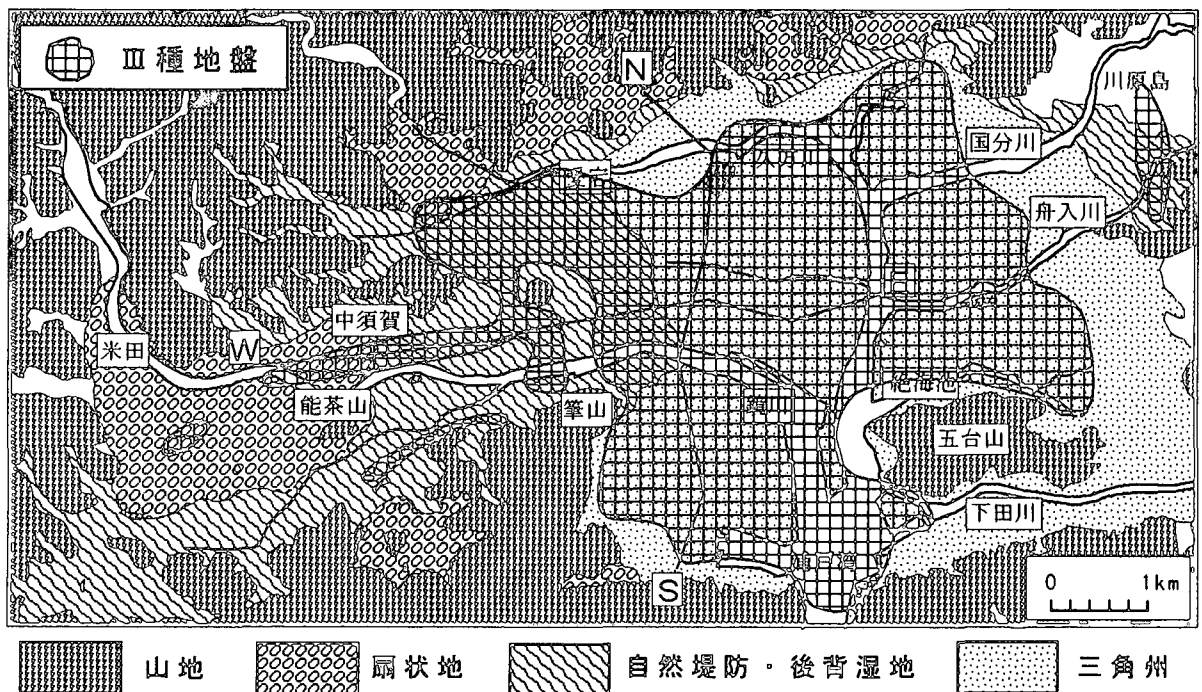 III種地盤
N
川原島
国分川
舟入川
中須賀
米田
W
能茶山
筆山
鏡川
絶海池
五台山
下田川
S
0 1km
山地
扇状地
自然堤防・後背湿地
三角州